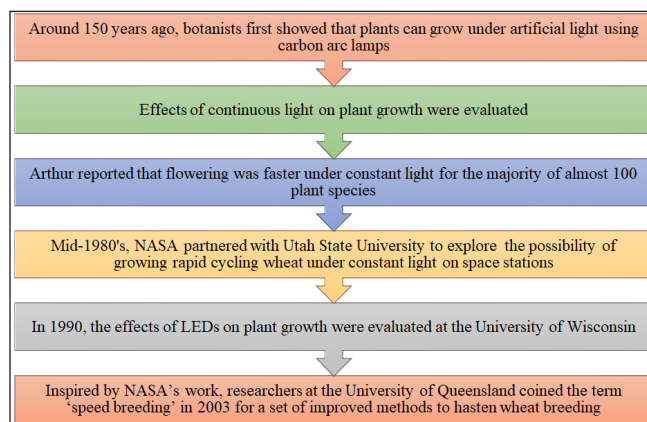 Around 150 years ago, botanists first showed that plants can grow under artificial light using
carbon arc lamps
Effects of continuous light on plant growth were evaluated
Arthur reported that flowering was faster under constant light for the majority of almost 100
plant species
Mid-1980's, NASA partnered with Utah State University to explore the possibility of
growing rapid cycling wheat under constant light on space stations
In 1990, the effects of LEDs on plant growth were evaluated at the University of Wisconsin
Inspired by NASA's work, researchers at the University of Queensland coined the term
'speed breeding' in 2003 for a set of improved methods to hasten wheat breeding